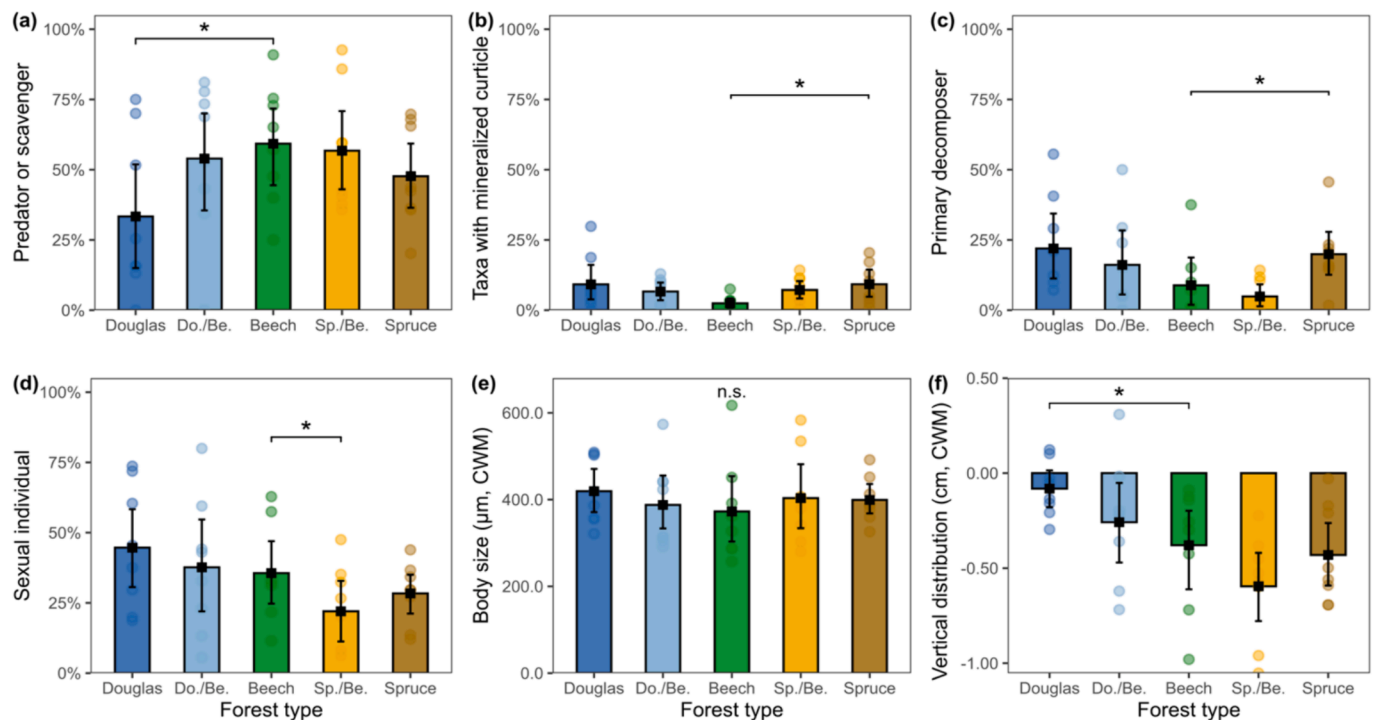 (a)
Predator or scavenger
100%
75%
50%
25%
0%
*
Douglas Do./Be. Beech Sp./Be. Spruce
(b)
Taxa with mineralized curticle
100%
75%
50%
25%
0%
*
Douglas Do./Be. Beech Sp./Be. Spruce
(c)
Primary decomposer
100%
75%
50%
25%
0%
*
Douglas Do./Be. Beech Sp./Be. Spruce
(d)
Sexual individual
100%
75%
50%
25%
0%
*
Douglas Do./Be. Beech Sp./Be. Spruce
Forest type
(e)
Body size (µm, CWM)
600.0
400.0
200.0
0.0
n.s.
Douglas Do./Be. Beech Sp./Be. Spruce
Forest type
(f)
Vertical distribution (cm, CWM)
0.50
0.00
-0.50
-1.00
*
Douglas Do./Be. Beech Sp./Be. Spruce
Forest type